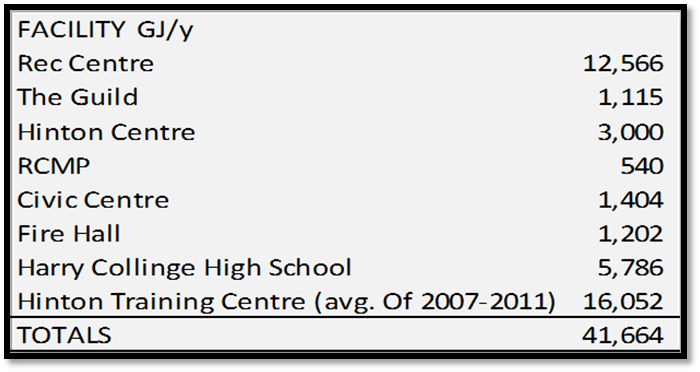 FACILITY GJ/y
Rec Centre 12,566
The Guild 1,115
Hinton Centre 3,000
RCMP 540
Civic Centre 1,404
Fire Hall 1,202
Harry Collinge High School 5,786
Hinton Training Centre (avg. Of 2007-2011) 16,052
TOTALS 41,664